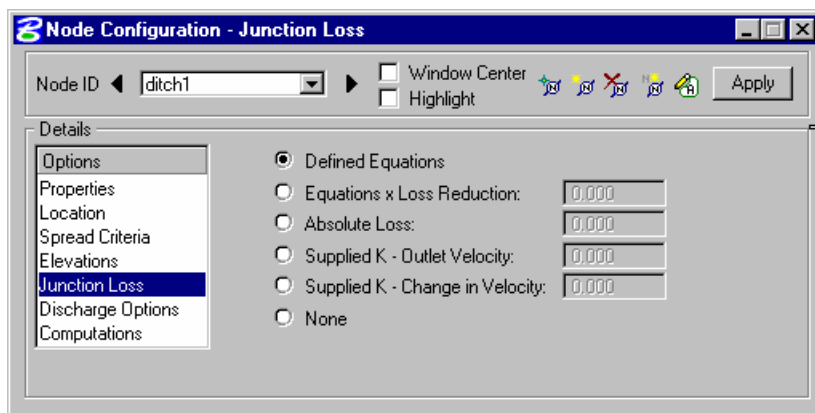 Node Configuration - Junction Loss
Node ID ditch1 Window Center Apply
Highlight
Details
Options
Properties
Location
Spread Criteria
Elevations
Junction Loss
Discharge Options
Computations
Defined Equations
Equations x Loss Reduction: 0.000
Absolute Loss: 0.000
Supplied K - Outlet Velocity: 0.000
Supplied K - Change in Velocity: 0.000
None